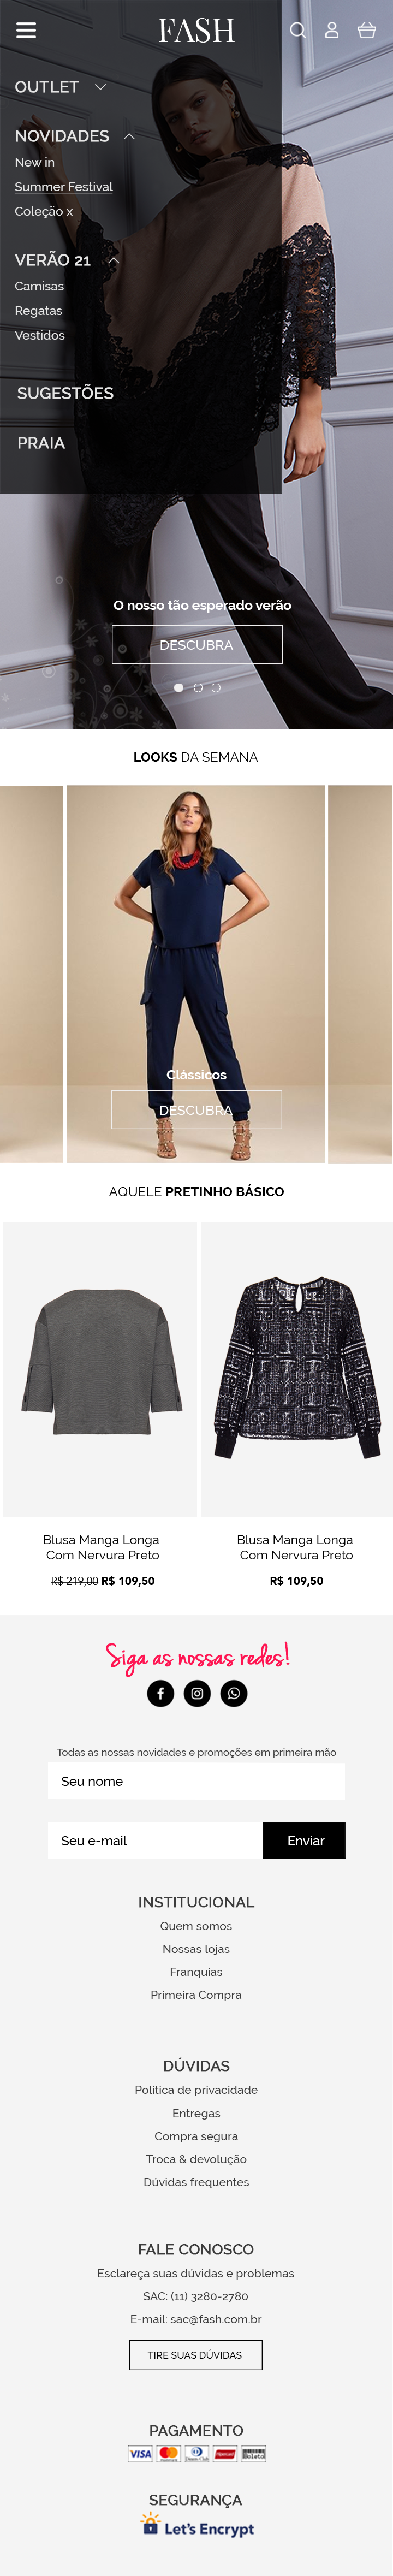 FASH
OUTLET
NOVIDADES
New in
Summer Festival
Coleção x
VERÃO 21
Camisas
Regatas
Vestidos
SUGESTÕES
PRAIA
O nosso tão esperado verão
DESCUBRA
LOOKS DA SEMANA
Clássicos
DESCUBRA
AQUELE PRETINHO BÁSICO
Blusa Manga Longa
Com Nervura Preto
R$ 219,00 R$ 109,50
Blusa Manga Longa
Com Nervura Preto
R$ 109,50
Siga as nossas redes!
Todas as nossas novidades e promoções em primeira mão
Seu nome
Seu e-mail
Enviar
INSTITUCIONAL
Quem somos
Nossas lojas
Franquias
Primeira Compra
DÚVIDAS
Política de privacidade
Entregas
Compra segura
Troca & devolução
Dúvidas frequentes
FALE CONOSCO
Esclareça suas dúvidas e problemas
SAC: (11) 3280-2780
E-mail: sac@fash.com.br
TIRE SUAS DÚVIDAS
PAGAMENTO
VISA
MasterCard
Diners Club
Hipercard
Boleto
SEGURANÇA
Let's Encrypt